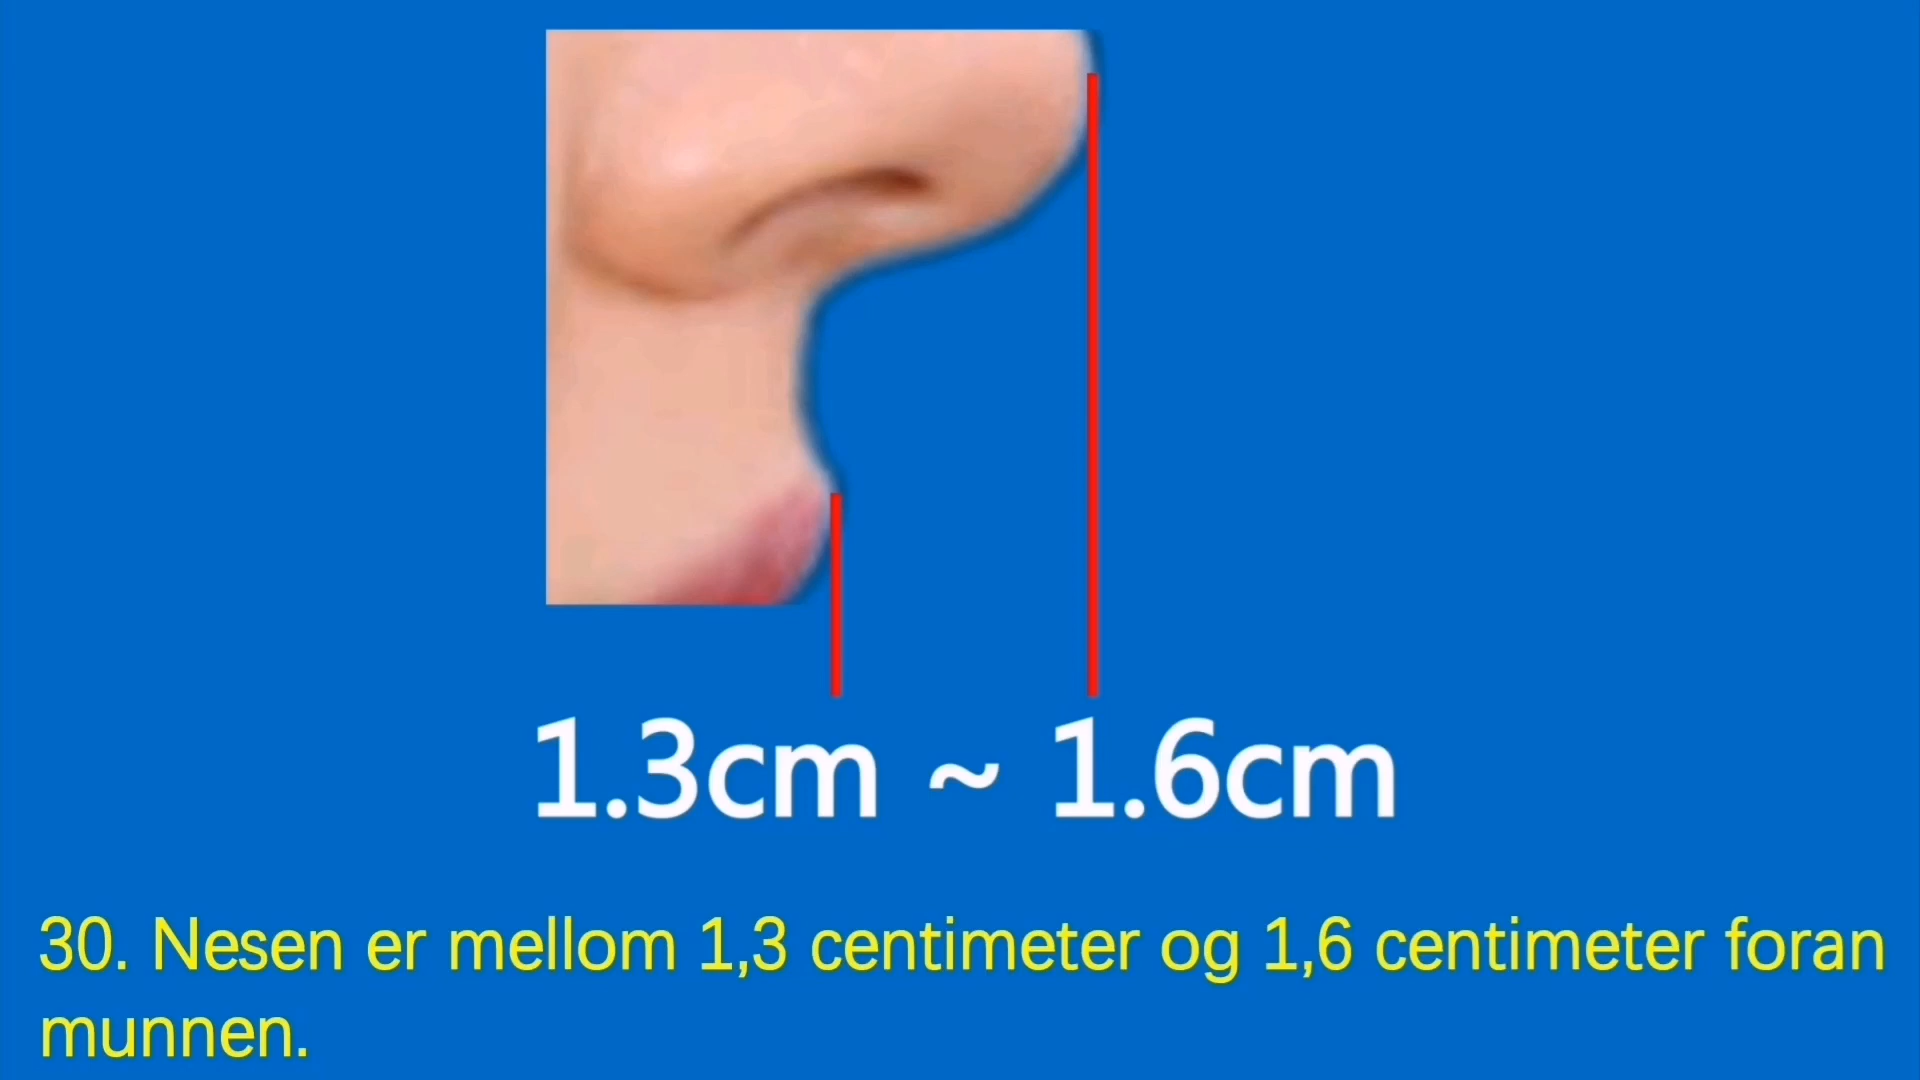 1.3cm ~ 1.6cm
30. Nesen er mellom 1,3 centimeter og 1,6 centimeter foran
munnen.